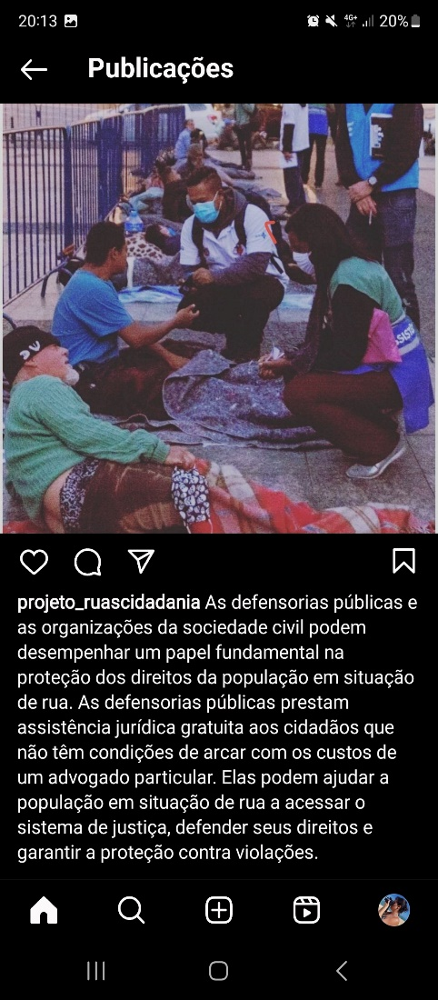 20:13
4G+ 20%
Publicações
projeto_ruascidadania As defensorias públicas e
as organizações da sociedade civil podem
desempenhar um papel fundamental na
proteção dos direitos da população em situação
de rua. As defensorias públicas prestam
assistência jurídica gratuita aos cidadãos que
não têm condições de arcar com os custos de
um advogado particular. Elas podem ajudar a
população em situação de rua a acessar o
sistema de justiça, defender seus direitos e
garantir a proteção contra violações.